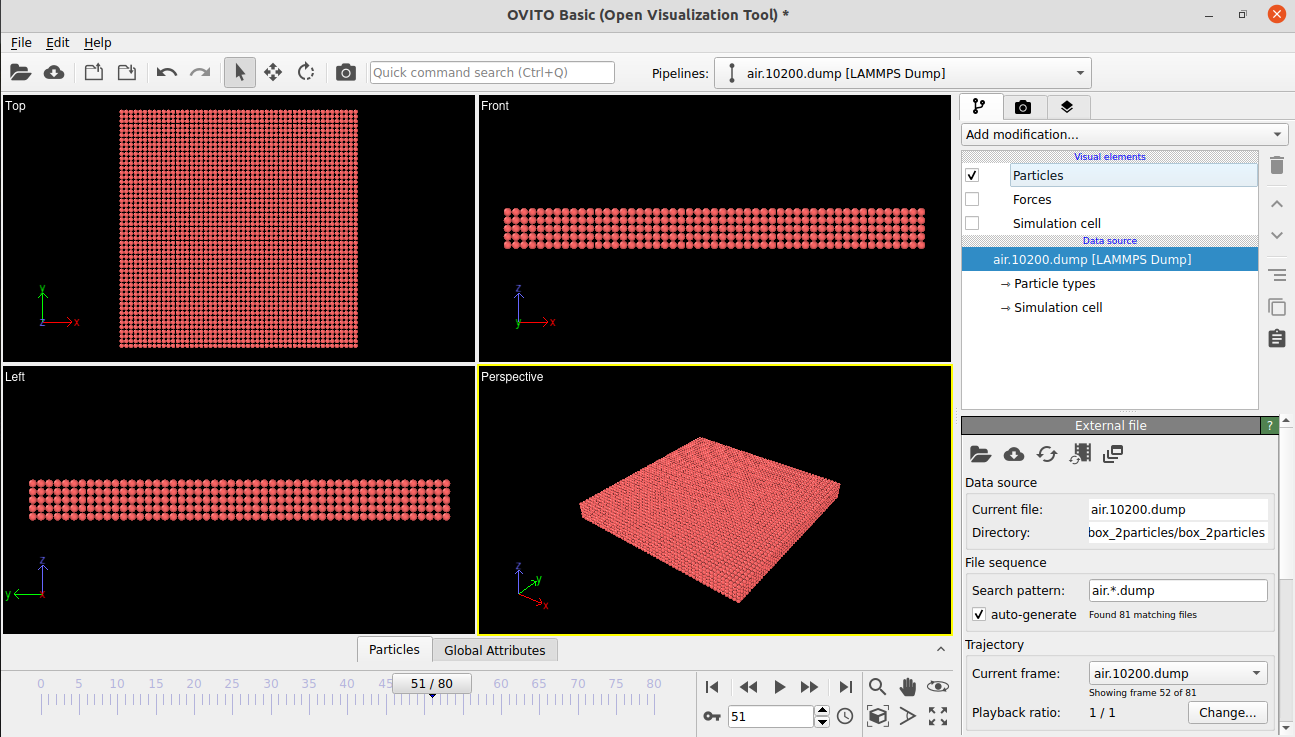 OVITO Basic (Open Visualization Tool) *
File Edit Help
Quick command search (Ctrl+Q) Pipelines: air.10200.dump [LAMMPS Dump]
Top
y
z x
Front
z
y x
Left
z
y x
Perspective
z
y
x
Add modification...
Visual elements
Particles
Forces
Simulation cell
Data source
air.10200.dump [LAMMPS Dump]
→ Particle types
→ Simulation cell
External file ?
Data source
Current file: air.10200.dump
Directory: box_2particles/box_2particles
File sequence
Search pattern: air.*.dump
auto-generate Found 81 matching files
Trajectory
Current frame: air.10200.dump
Showing frame 52 of 81
Playback ratio: 1 / 1 Change...
Particles Global Attributes
0 5 10 15 20 25 30 35 40 45 51 / 80 60 65 70 75 80
51